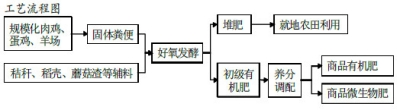 工艺流程图
规模化肉鸡、
蛋鸡、羊场
固体粪便
秸秆、稻壳、蘑菇渣等辅料
好氧发酵
堆肥
就地农田利用
初级有
机肥
养分
调配
商品有机肥
商品微生物肥